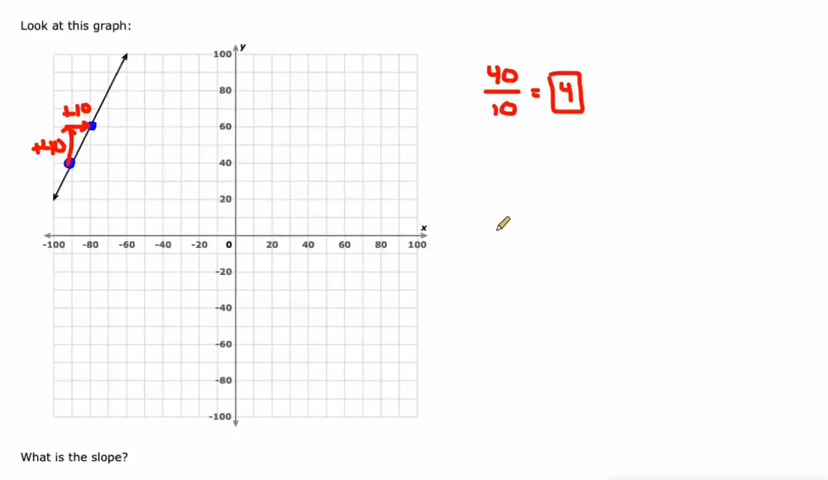 Look at this graph:
y
100
80
60
40
20
x
-100 -80 -60 -40 -20 0 20 40 60 80 100
-20
-40
-60
-80
-100
+10
40
10
= 4
What is the slope?